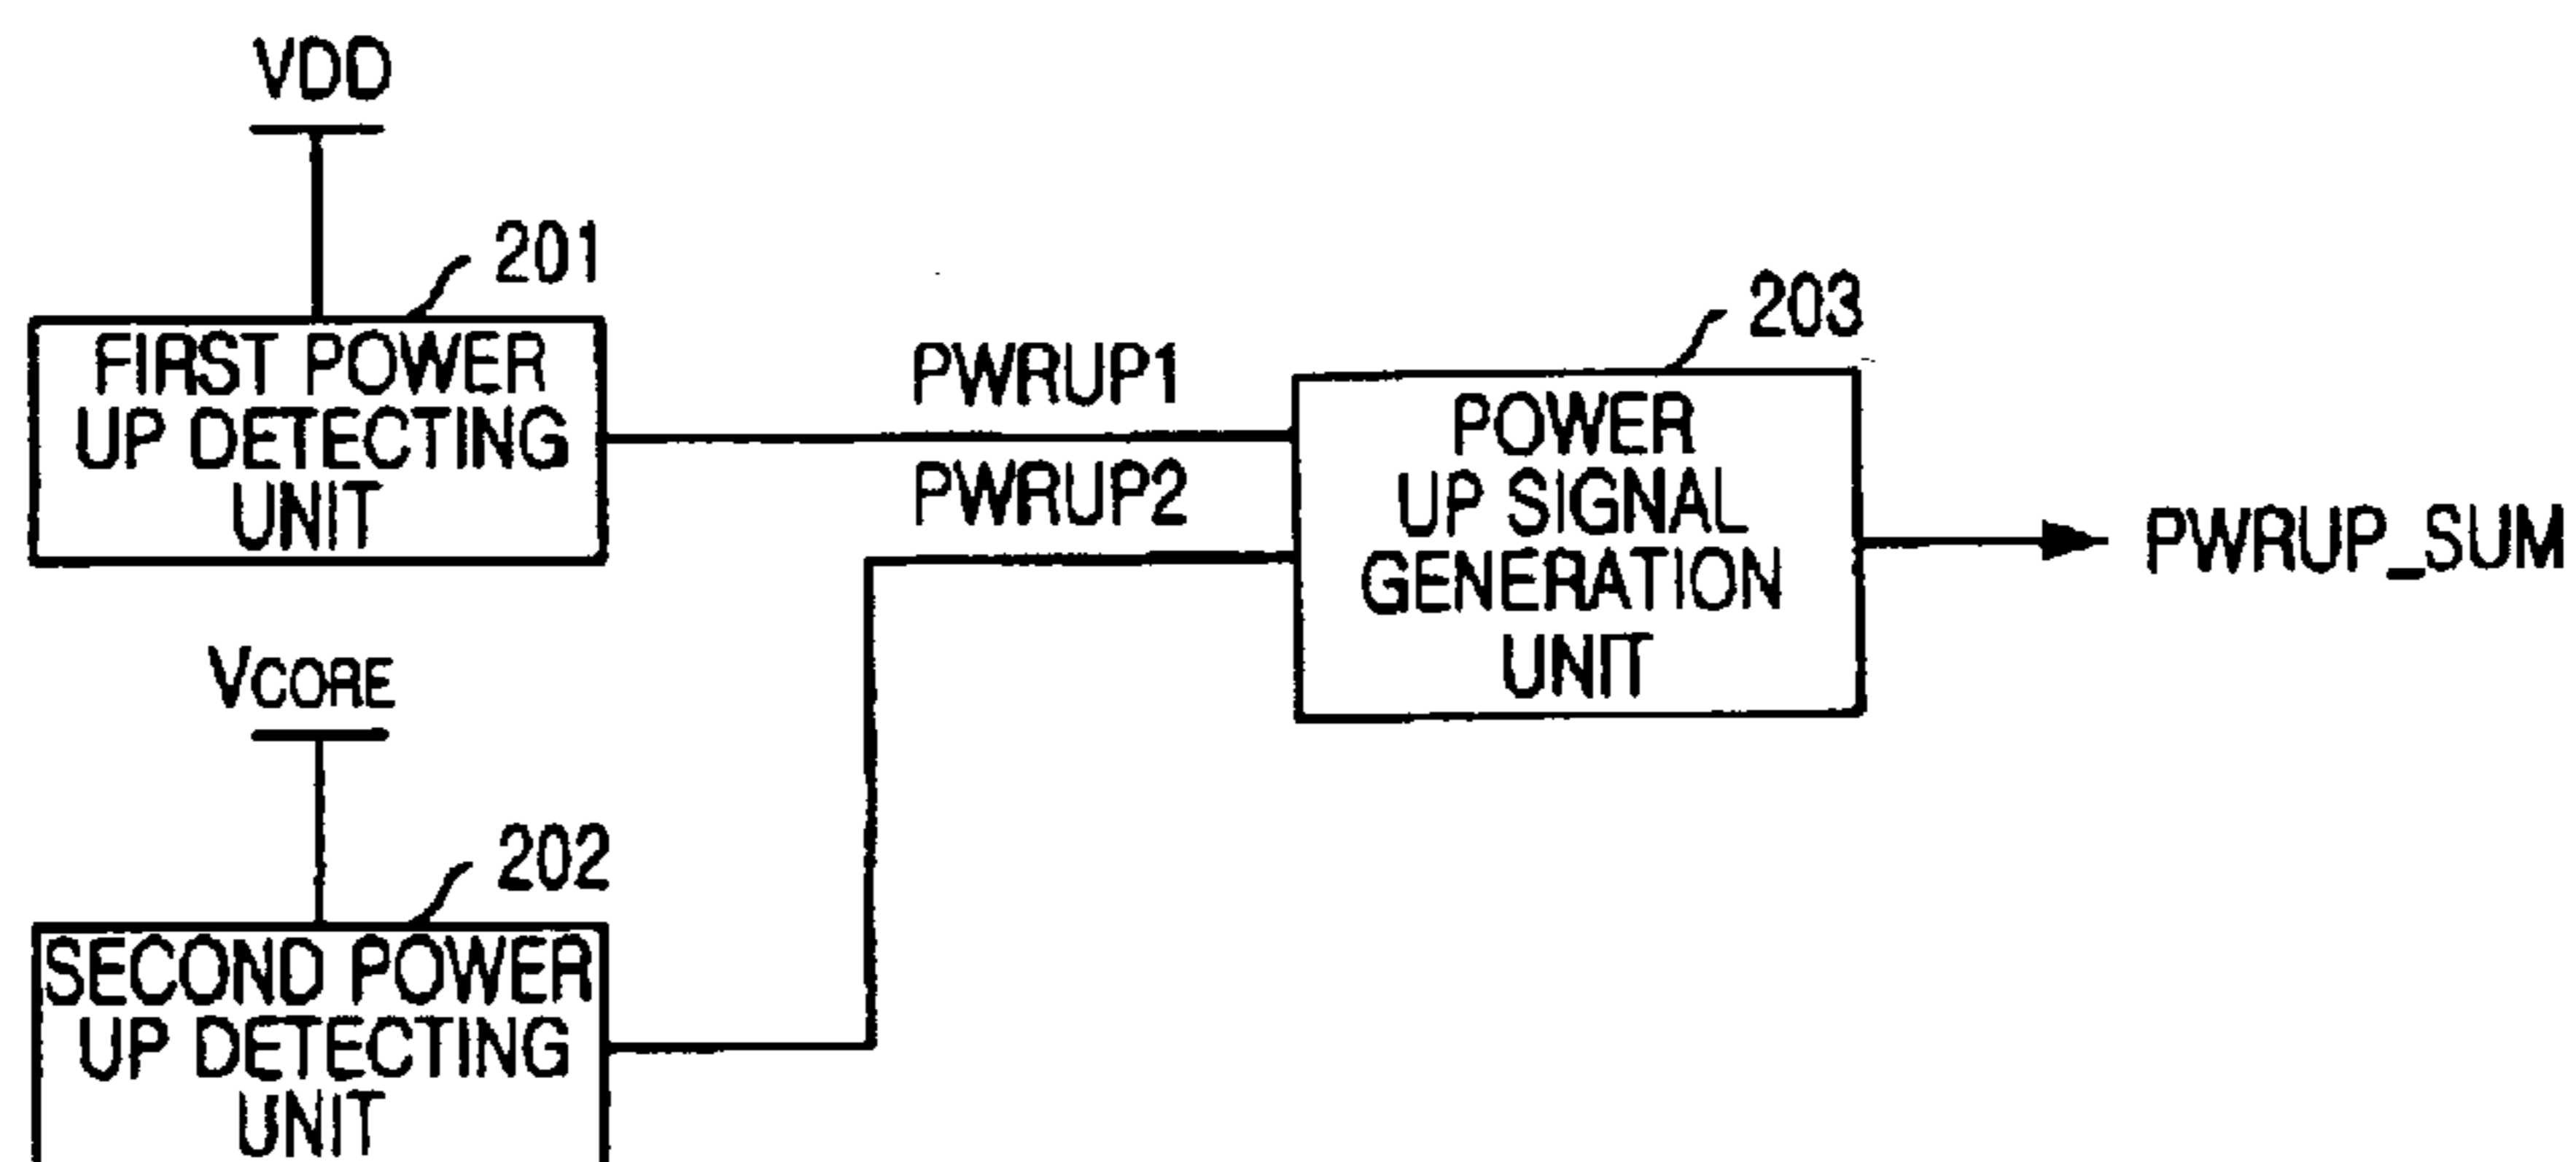 VDD
201
FIRST POWER
UP DETECTING
UNIT
PWRUP1
PWRUP2
203
POWER
UP SIGNAL
GENERATION
UNIT
PWRUP_SUM
VCORE
202
SECOND POWER
UP DETECTING
UNIT